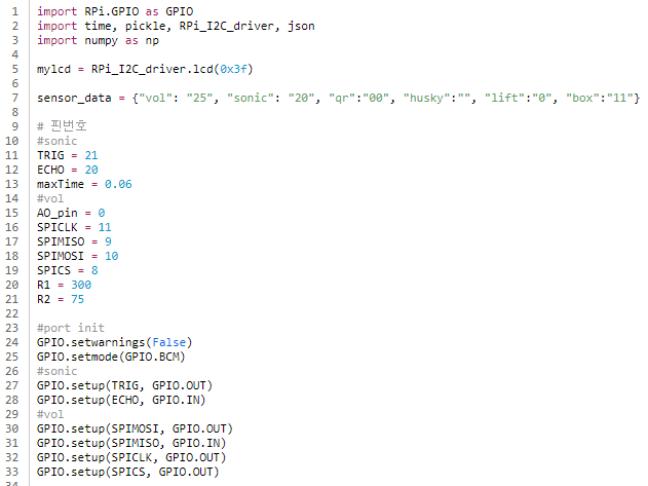 1 import RPi.GPIO as GPIO
2 import time, pickle, RPi_I2C_driver, json
3 import numpy as np
4
5 mylcd = RPi_I2C_driver.lcd(0x3f)
6
7 sensor_data = {"vol": "25", "sonic": "20", "qr":"00", "husky":"", "lift":"0", "box":"11"}
8
9 # 핀번호
10 #sonic
11 TRIG = 21
12 ECHO = 20
13 maxTime = 0.06
14 #vol
15 AO_pin = 0
16 SPICLK = 11
17 SPIMISO = 9
18 SPIMOSI = 10
19 SPICS = 8
20 R1 = 300
21 R2 = 75
22
23 #port init
24 GPIO.setwarnings(False)
25 GPIO.setmode(GPIO.BCM)
26 #sonic
27 GPIO.setup(TRIG, GPIO.OUT)
28 GPIO.setup(ECHO, GPIO.IN)
29 #vol
30 GPIO.setup(SPIMOSI, GPIO.OUT)
31 GPIO.setup(SPIMISO, GPIO.IN)
32 GPIO.setup(SPICLK, GPIO.OUT)
33 GPIO.setup(SPICS, GPIO.OUT)
34